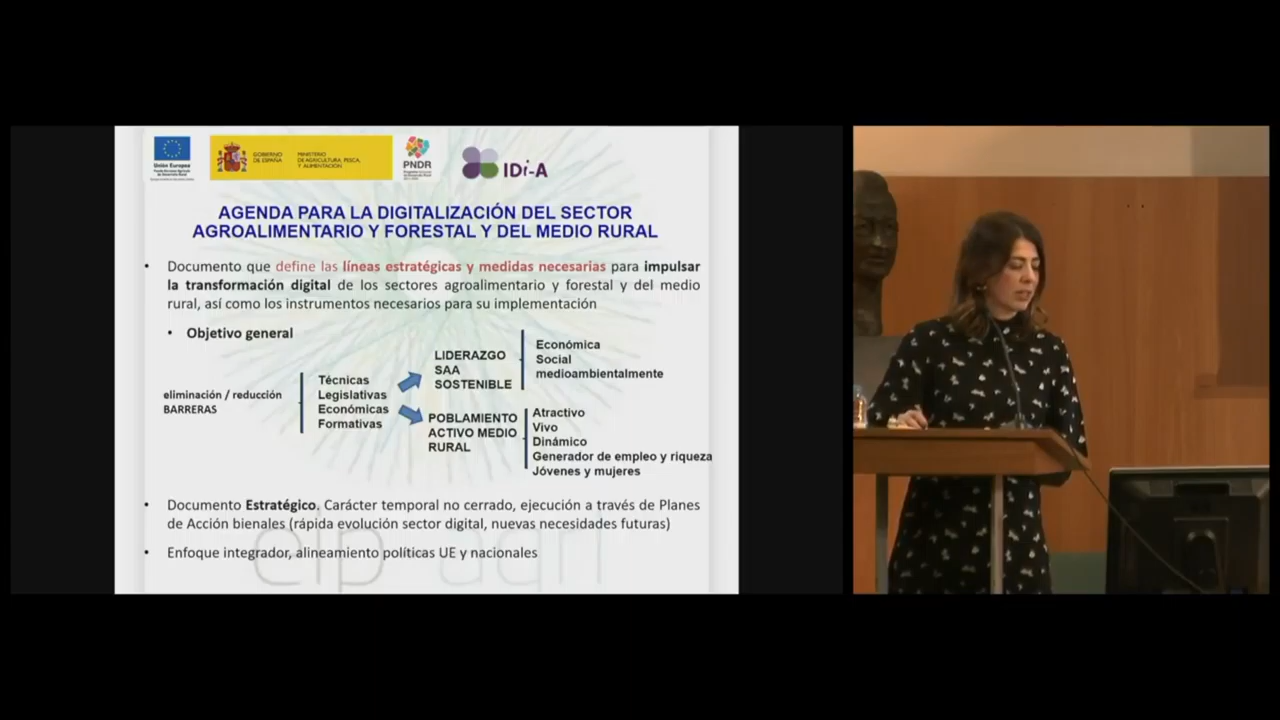 Unión Europea
GOBIERNO DE ESPAÑA
MINISTERIO DE AGRICULTURA, PESCA Y ALIMENTACIÓN
PNDR
IDi-A
AGENDA PARA LA DIGITALIZACIÓN DEL SECTOR
AGROALIMENTARIO Y FORESTAL Y DEL MEDIO RURAL
• Documento que define las líneas estratégicas y medidas necesarias para impulsar
la transformación digital de los sectores agroalimentario y forestal y del medio
rural, así como los instrumentos necesarios para su implementación
• Objetivo general
eliminación / reducción
BARRERAS
Técnicas
Legislativas
Económicas
Formativas
LIDERAZGO
SAA
SOSTENIBLE
Económica
Social
medioambientalmente
POBLAMIENTO
ACTIVO MEDIO
RURAL
Atractivo
Vivo
Dinámico
Generador de empleo y riqueza
Jóvenes y mujeres
• Documento Estratégico. Carácter temporal no cerrado, ejecución a través de Planes
de Acción bienales (rápida evolución sector digital, nuevas necesidades futuras)
• Enfoque integrador, alineamiento políticas UE y nacionales